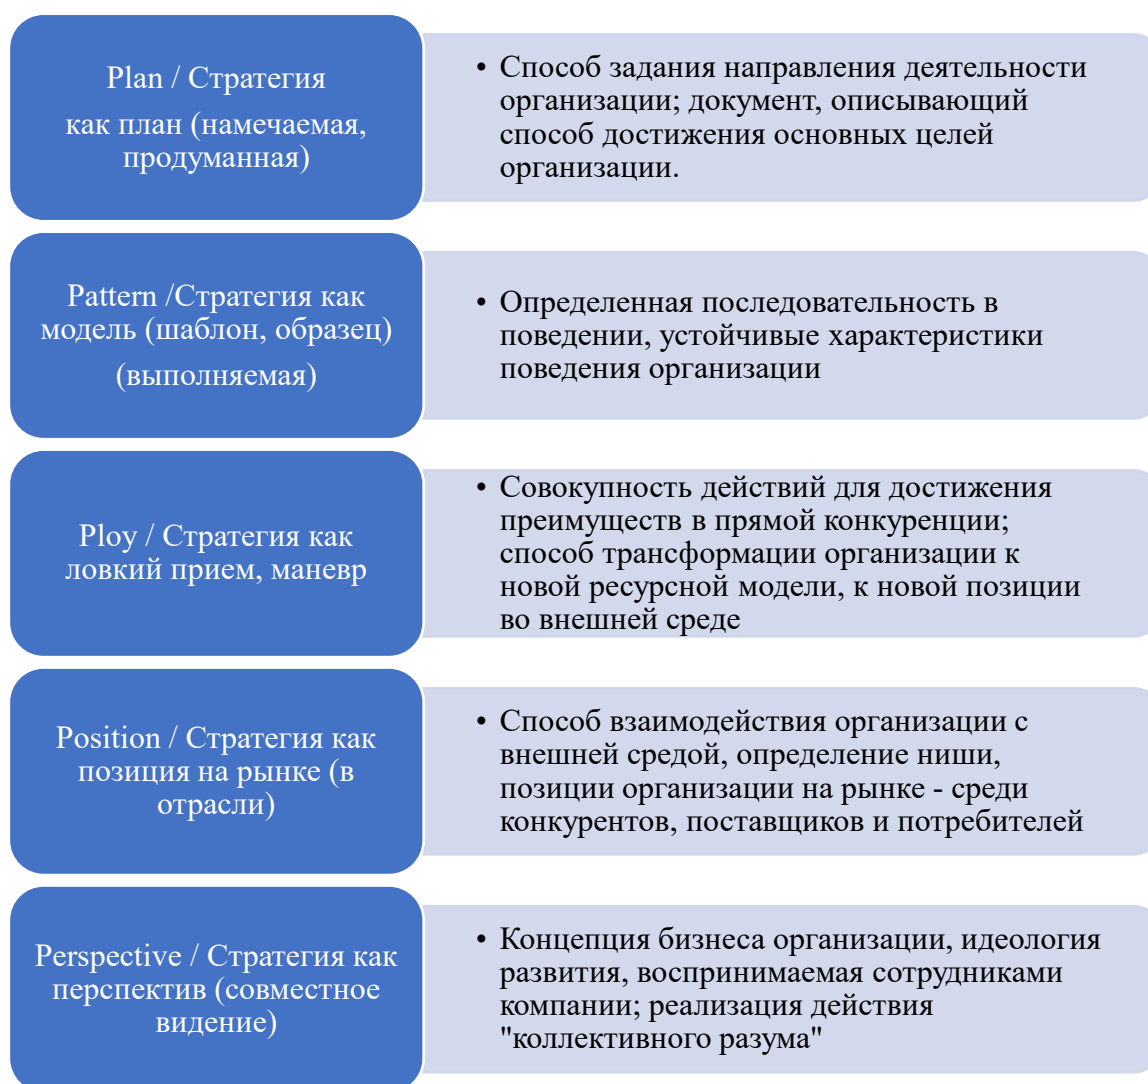 Plan / Стратегия
как план (намечаемая,
продуманная)
• Способ задания направления деятельности
организации; документ, описывающий
способ достижения основных целей
организации.
Pattern /Стратегия как
модель (шаблон, образец)
(выполняемая)
• Определенная последовательность в
поведении, устойчивые характеристики
поведения организации
Ploy / Стратегия как
ловкий прием, маневр
• Совокупность действий для достижения
преимуществ в прямой конкуренции;
способ трансформации организации к
новой ресурсной модели, к новой позиции
во внешней среде
Position / Стратегия как
позиция на рынке (в
отрасли)
• Способ взаимодействия организации с
внешней средой, определение ниши,
позиции организации на рынке - среди
конкурентов, поставщиков и потребителей
Perspective / Стратегия как
перспектив (совместное
видение)
• Концепция бизнеса организации, идеология
развития, воспринимаемая сотрудниками
компании; реализация действия
"коллективного разума"